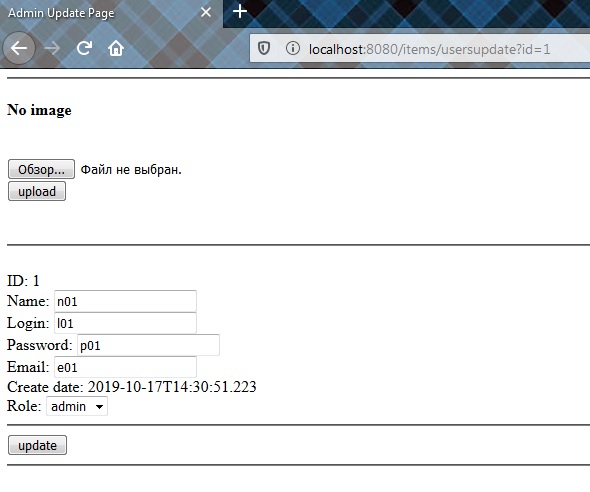 Admin Update Page
localhost:8080/items/usersupdate?id=1
No image
Обзор... Файл не выбран.
upload
ID: 1
Name: n01
Login: l01
Password: p01
Email: e01
Create date: 2019-10-17T14:30:51.223
Role: admin
update